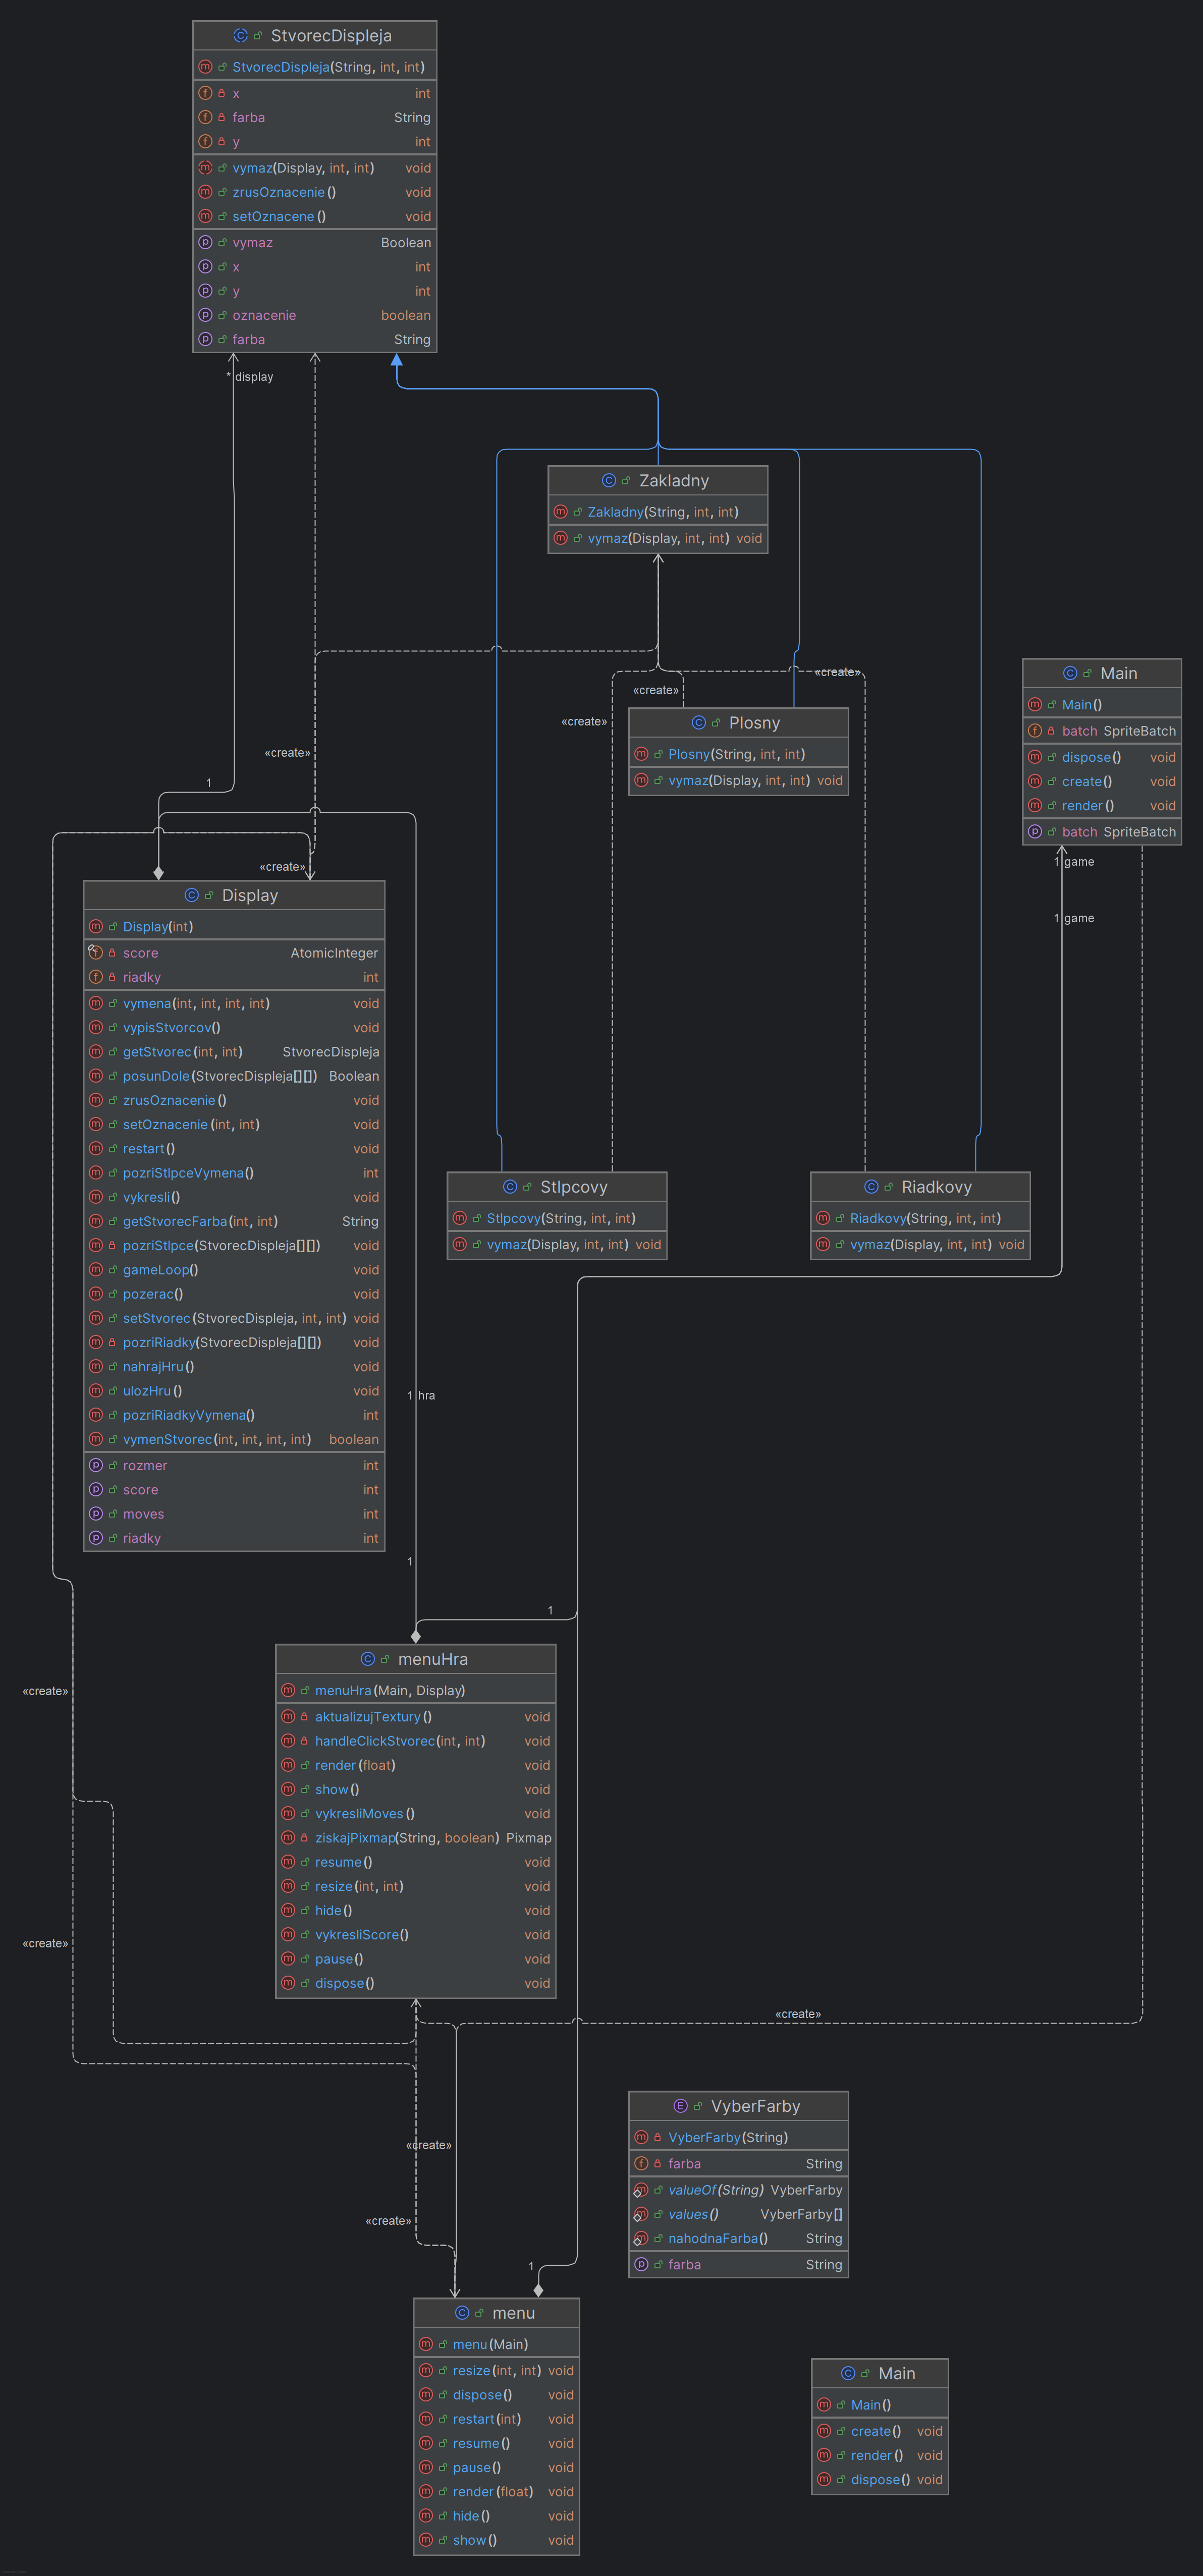 StvorecDispleja
StvorecDispleja(String, int, int)
x int
farba String
y int
vymaz(Display, int, int) void
zrusOznacenie() void
setOznacene() void
vymaz Boolean
x int
y int
oznacenie boolean
farba String
* display
Zakladny
Zakladny(String, int, int)
vymaz(Display, int, int) void
«create»
«create»
«create»
«create»
Plosny
Plosny(String, int, int)
vymaz(Display, int, int) void
Main
Main()
batch SpriteBatch
dispose() void
create() void
render() void
batch SpriteBatch
1 game
1 game
1
«create»
Display
Display(int)
score AtomicInteger
riadky int
vymena(int, int, int, int) void
vypisStvorcov() void
getStvorec(int, int) StvorecDispleja
posunDole(StvorecDispleja[][]) Boolean
zrusOznacenie() void
setOznacenie(int, int) void
restart() void
pozriStlpceVymena() int
vykresli() void
getStvorecFarba(int, int) String
pozriStlpce(StvorecDispleja[][]) void
gameLoop() void
pozerac() void
setStvorec(StvorecDispleja, int, int) void
pozriRiadky(StvorecDispleja[][]) void
nahrajHru() void
ulozHru() void
pozriRiadkyVymena() int
vymenStvorec(int, int, int, int) boolean
rozmer int
score int
moves int
riadky int
Stlpcovy
Stlpcovy(String, int, int)
vymaz(Display, int, int) void
Riadkovy
Riadkovy(String, int, int)
vymaz(Display, int, int) void
1 hra
1
1
menuHra
menuHra(Main, Display)
aktualizujTextury() void
handleClickStvorec(int, int) void
render(float) void
show() void
vykresliMoves() void
ziskajPixmap(String, boolean) Pixmap
resume() void
resize(int, int) void
hide() void
vykresliScore() void
pause() void
dispose() void
«create»
«create»
«create»
«create»
«create»
VyberFarby
VyberFarby(String)
farba String
valueOf(String) VyberFarby
values() VyberFarby[]
nahodnaFarba() String
farba String
1
menu
menu(Main)
resize(int, int) void
dispose() void
restart(int) void
resume() void
pause() void
render(float) void
hide() void
show() void
Main
Main()
create() void
render() void
dispose() void